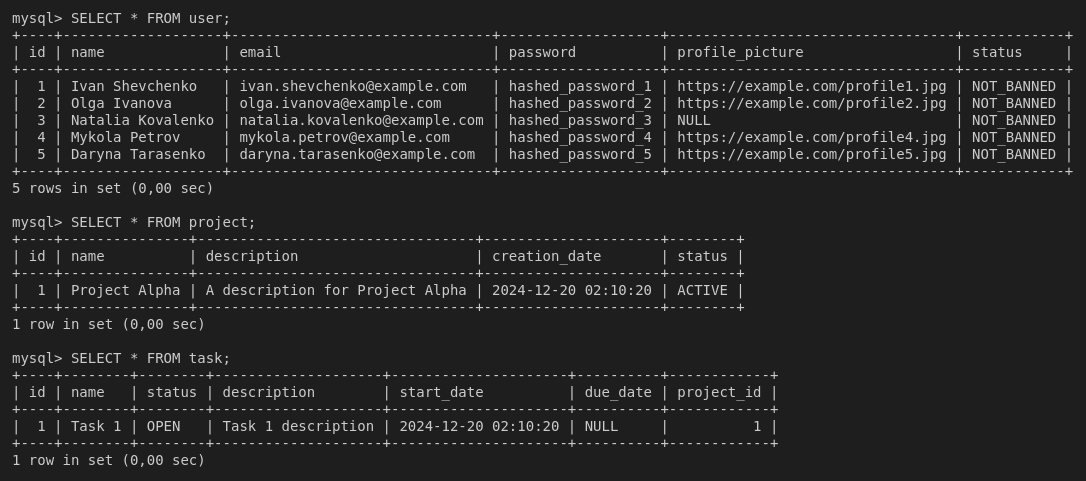 mysql> SELECT * FROM user;
+----+-------------------+-------------------------------+-------------------+----------------------------------+------------+
| id | name              | email                         | password          | profile_picture                  | status     |
+----+-------------------+-------------------------------+-------------------+----------------------------------+------------+
|  1 | Ivan Shevchenko   | ivan.shevchenko@example.com   | hashed_password_1 | https://example.com/profile1.jpg | NOT_BANNED |
|  2 | Olga Ivanova      | olga.ivanova@example.com      | hashed_password_2 | https://example.com/profile2.jpg | NOT_BANNED |
|  3 | Natalia Kovalenko | natalia.kovalenko@example.com | hashed_password_3 | NULL                             | NOT_BANNED |
|  4 | Mykola Petrov     | mykola.petrov@example.com     | hashed_password_4 | https://example.com/profile4.jpg | NOT_BANNED |
|  5 | Daryna Tarasenko  | daryna.tarasenko@example.com  | hashed_password_5 | https://example.com/profile5.jpg | NOT_BANNED |
+----+-------------------+-------------------------------+-------------------+----------------------------------+------------+
5 rows in set (0,00 sec)

mysql> SELECT * FROM project;
+----+---------------+---------------------------------+---------------------+--------+
| id | name          | description                     | creation_date       | status |
+----+---------------+---------------------------------+---------------------+--------+
|  1 | Project Alpha | A description for Project Alpha | 2024-12-20 02:10:20 | ACTIVE |
+----+---------------+---------------------------------+---------------------+--------+
1 row in set (0,00 sec)

mysql> SELECT * FROM task;
+----+--------+--------+--------------------+---------------------+----------+------------+
| id | name   | status | description        | start_date          | due_date | project_id |
+----+--------+--------+--------------------+---------------------+----------+------------+
|  1 | Task 1 | OPEN   | Task 1 description | 2024-12-20 02:10:20 | NULL     |          1 |
+----+--------+--------+--------------------+---------------------+----------+------------+
1 row in set (0,00 sec)